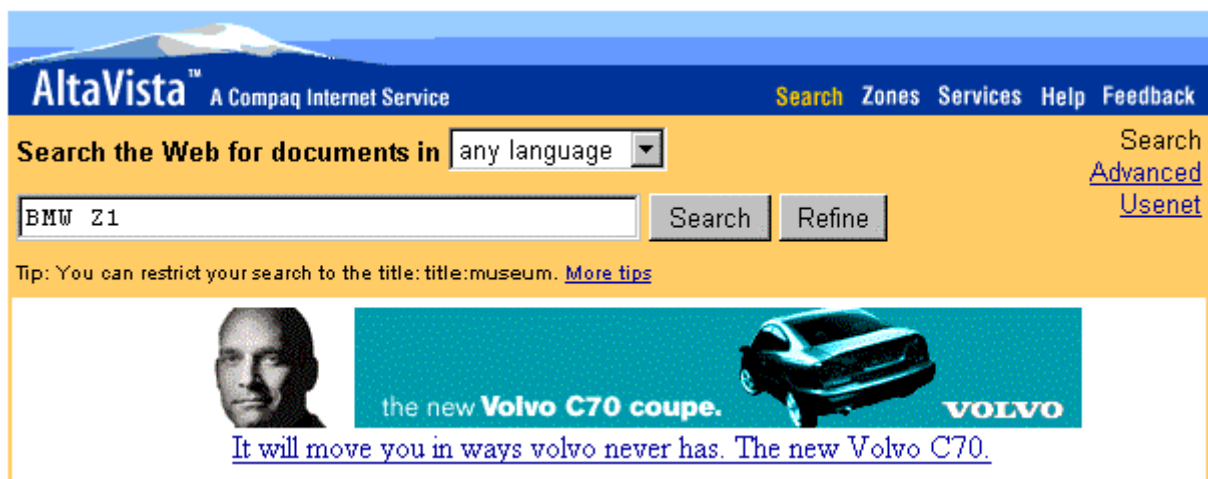 AltaVista™ A Compaq Internet Service
Search Zones Services Help Feedback
Search the Web for documents in any language
Search
Advanced
Usenet
BMW Z1 Search Refine
Tip: You can restrict your search to the title: title:museum. More tips
the new Volvo C70 coupe. VOLVO
It will move you in ways volvo never has. The new Volvo C70.